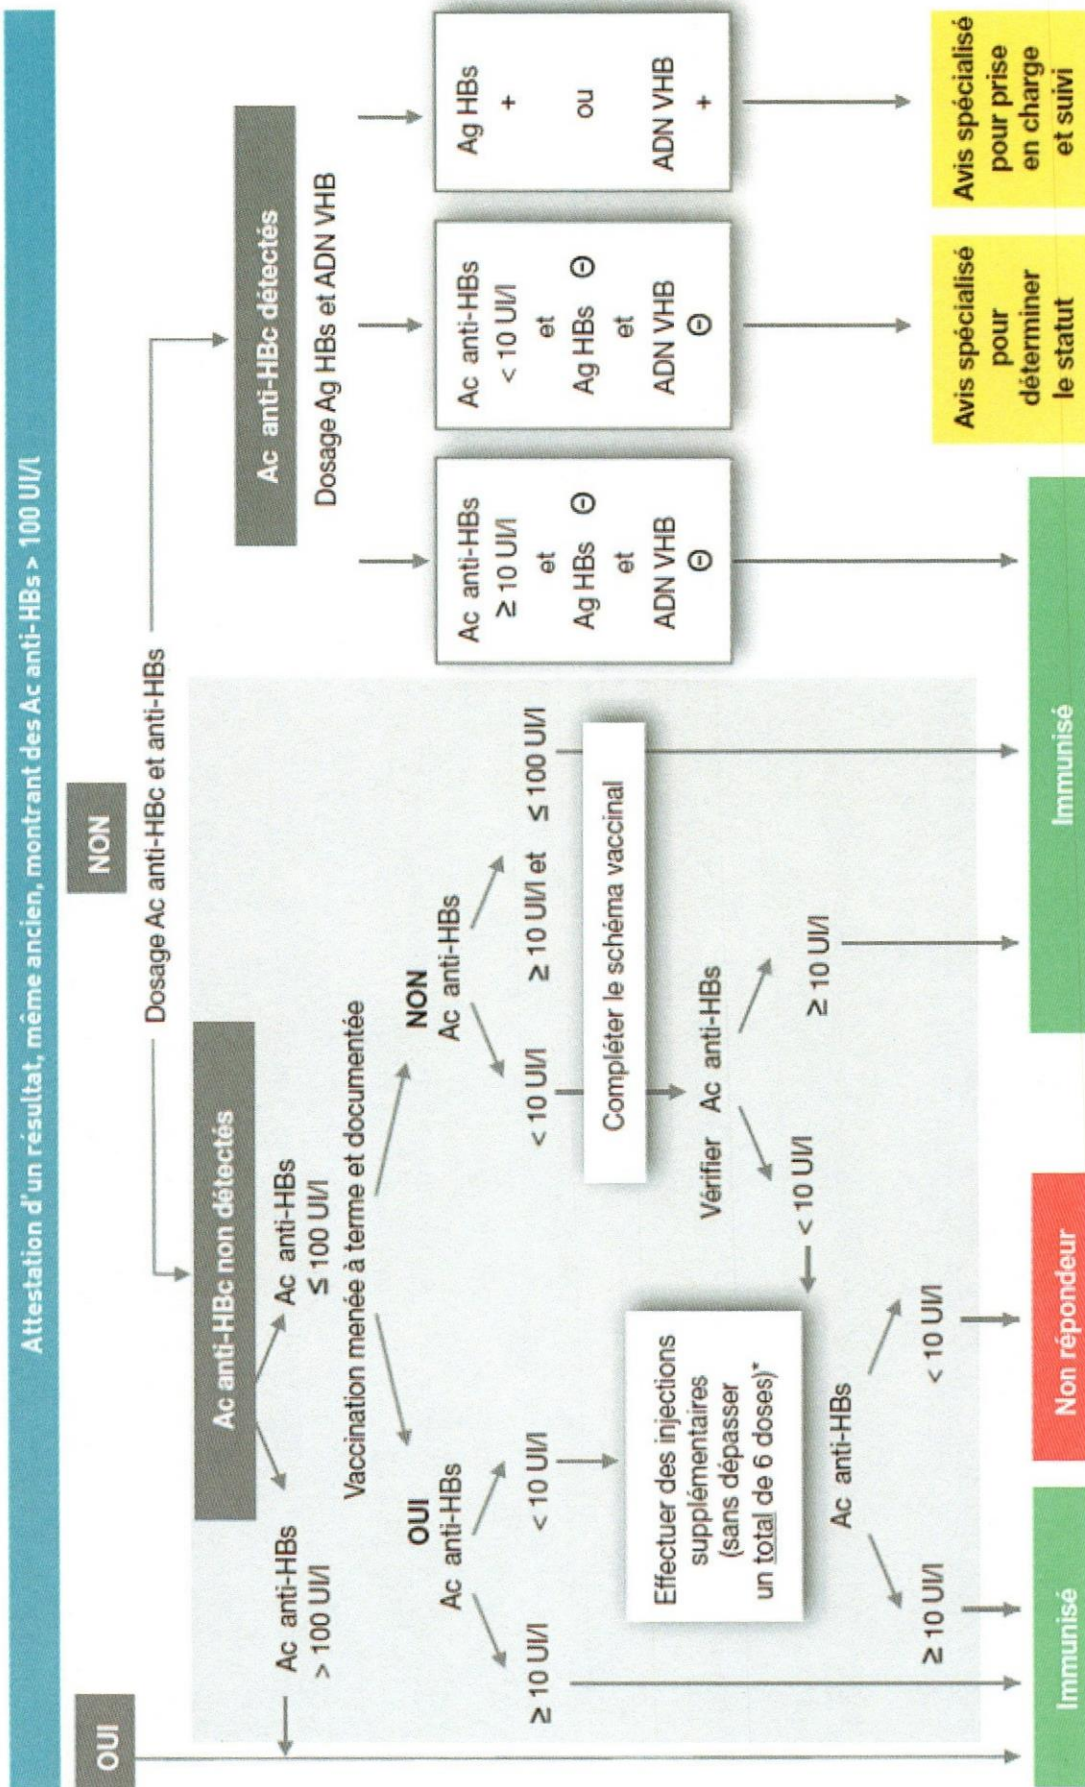 Attestation d'un résultat, même ancien, montrant des Ac anti-HBs > 100 UI/l
OUI
NON
Dosage Ac anti-HBc et anti-HBs
Ac anti-HBc non détectés
Ac anti-HBs
> 100 UI/l
Ac anti-HBs
≤ 100 UI/l
Vaccination menée à terme et documentée
OUI
Ac anti-HBs
≥ 10 UI/l
< 10 UI/l
NON
Ac anti-HBs
< 10 UI/l
≥ 10 UI/l et ≤ 100 UI/l
Compléter le schéma vaccinal
Vérifier Ac anti-HBs
< 10 UI/l
≥ 10 UI/l
Effectuer des injections
supplémentaires
(sans dépasser
un total de 6 doses)*
Ac anti-HBs
≥ 10 UI/l
< 10 UI/l
Ac anti-HBc détectés
Dosage Ag HBs et ADN VHB
Ac anti-HBs
≥ 10 UI/l
et
Ag HBs ⊖
et
ADN VHB
⊖
Ac anti-HBs
< 10 UI/l
et
Ag HBs ⊖
et
ADN VHB
⊖
Ag HBs
+
ou
ADN VHB
+
Immunisé
Non répondeur
Immunisé
Avis spécialisé
pour
déterminer
le statut
Avis spécialisé
pour prise
en charge
et suivi